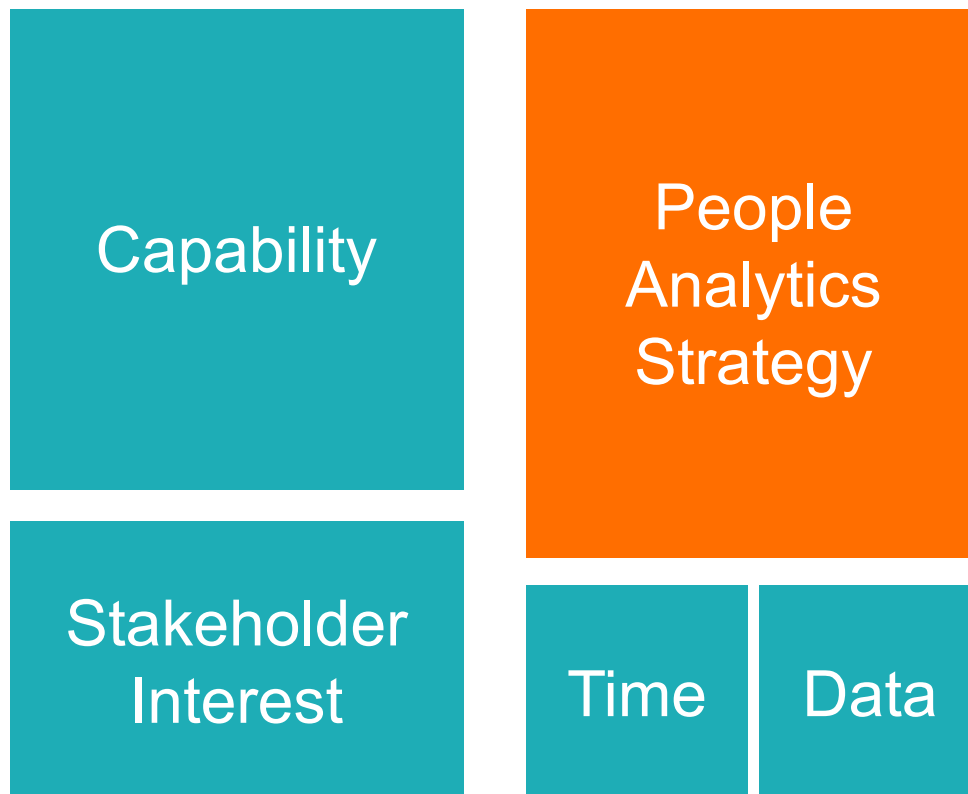 Capability
People
Analytics
Strategy
Stakeholder
Interest
Time
Data